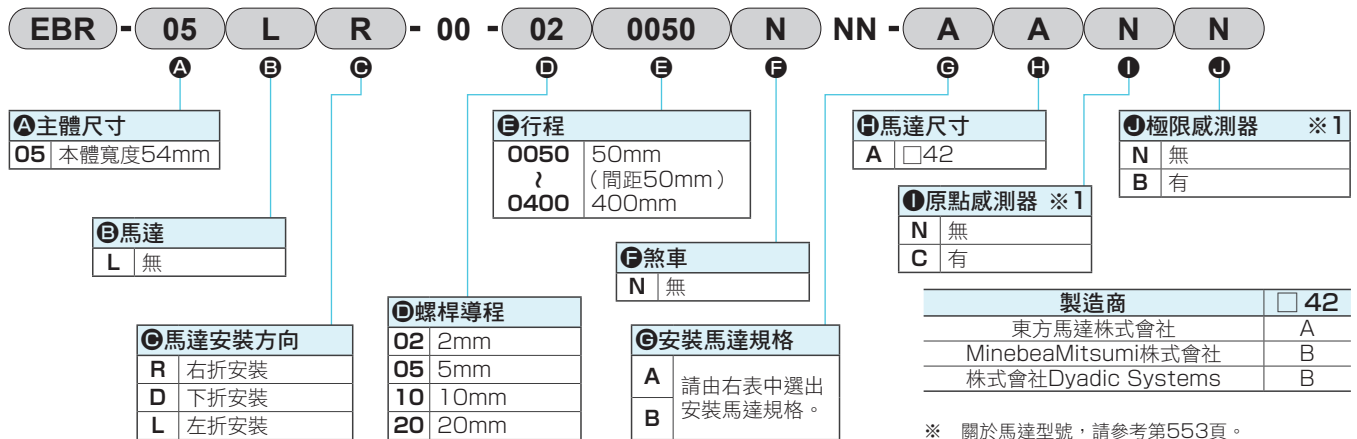 EBR - 05 L R - 00 - 02 0050 N NN - A A N N
A B C D E F G H I J
A主體尺寸
05 本體寬度54mm
B馬達
L 無
C馬達安裝方向
R 右折安裝
D 下折安裝
L 左折安裝
D螺桿導程
02 2mm
05 5mm
10 10mm
20 20mm
E行程
0050 50mm
~ (間距50mm)
0400 400mm
F煞車
N 無
G安裝馬達規格
A 請由右表中選出
B 安裝馬達規格。
H馬達尺寸
A □42
I原點感測器 ※1
N 無
C 有
J極限感測器 ※1
N 無
B 有
製造商 □42
東方馬達株式會社 A
MinebeaMitsumi株式會社 B
株式會社Dyadic Systems B
※ 關於馬達型號,請參考第553頁。